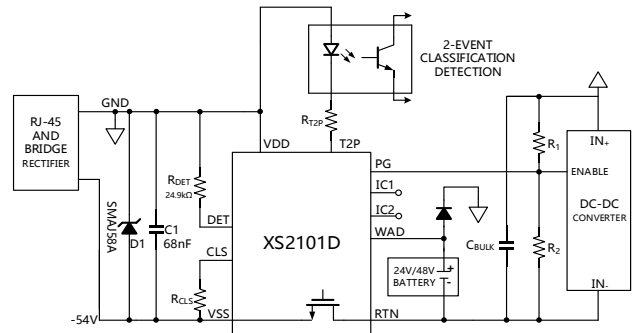 2-EVENT
CLASSIFICATION
DETECTION
GND
RJ-45
AND
BRIDGE
RECTIFIER
RT2P
VDD
T2P
R1
IN+
RDET
24.9kΩ
PG
ENABLE
IC1
DC-DC
CONVERTER
SMAJ58A
D1
C1
68nF
DET
IC2
XS2101D
WAD
CLS
CBULK
R2
24V/48V
BATTERY
+
-
RCLS
-54V
VSS
RTN
IN-